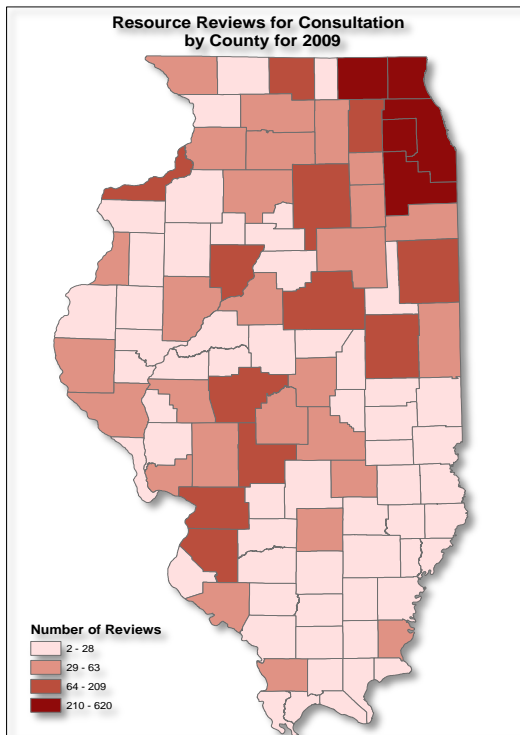 Resource Reviews for Consultation
by County for 2009
Number of Reviews
2 - 28
29 - 63
64 - 209
210 - 620